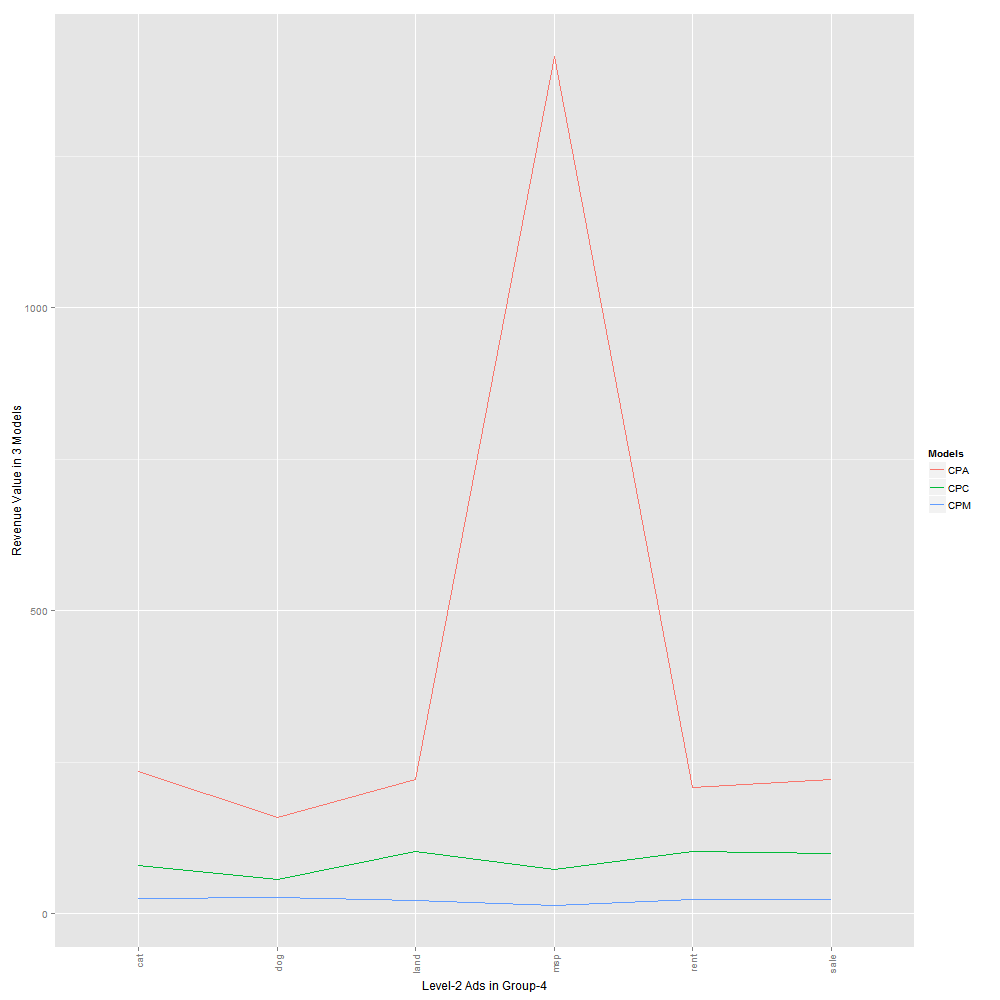 Revenue Value in 3 Models
1000
500
0
cat
dog
land
msp
rent
sale
Level-2 Ads in Group-4
Models
CPA
CPC
CPM